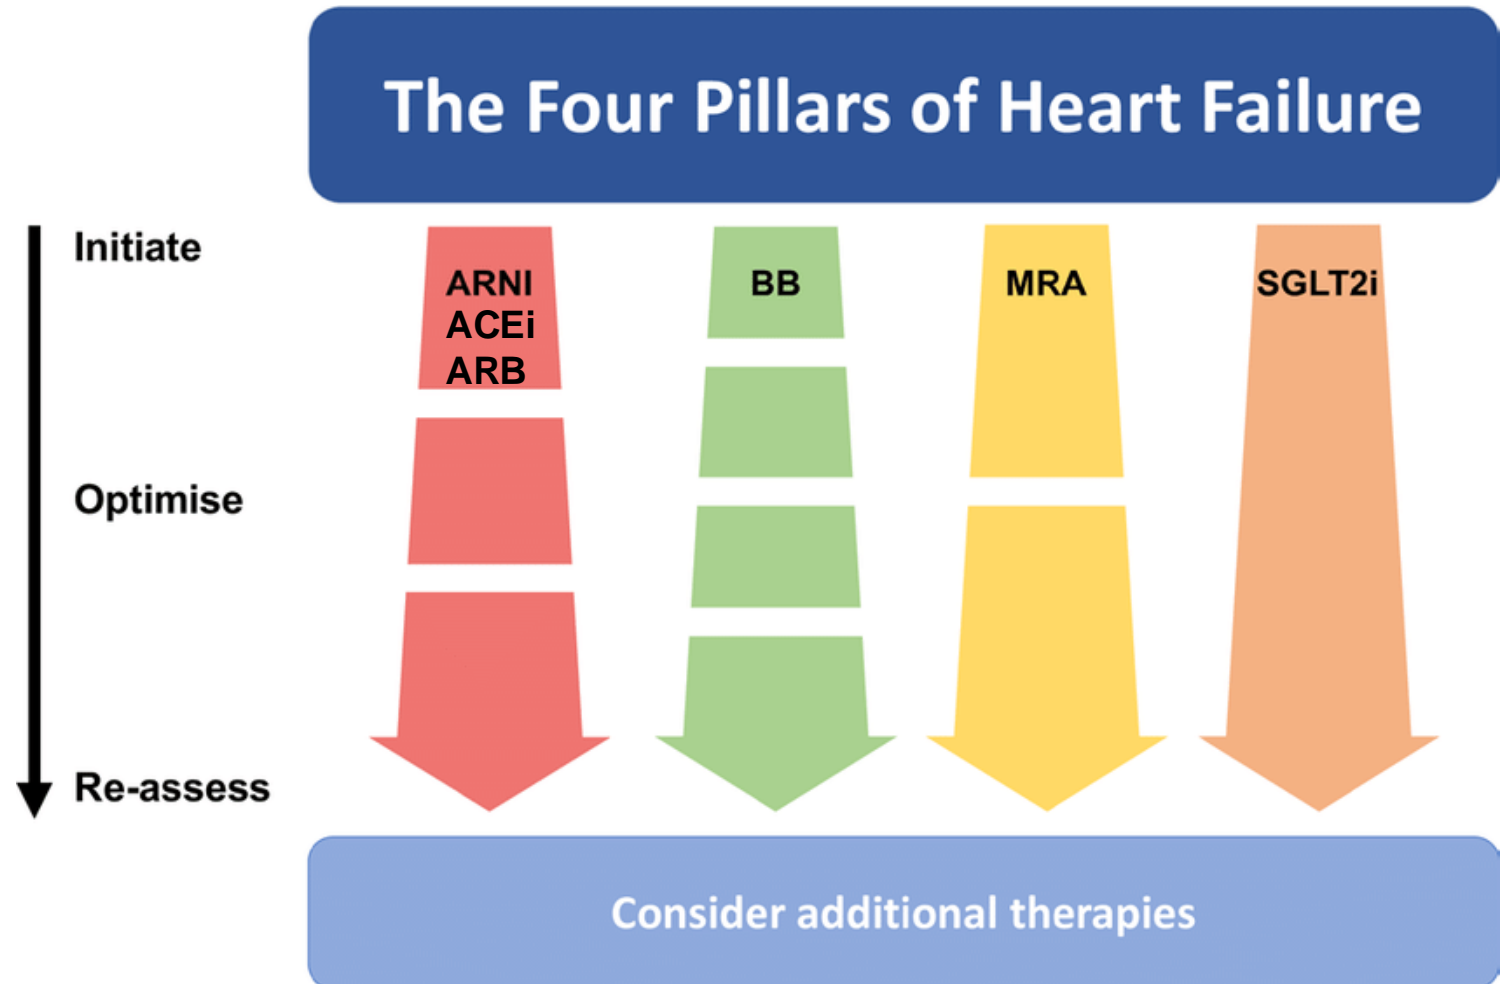 The Four Pillars of Heart Failure
Initiate
ARNI
ACEi
ARB
BB
MRA
SGLT2i
Optimise
Re-assess
Consider additional therapies